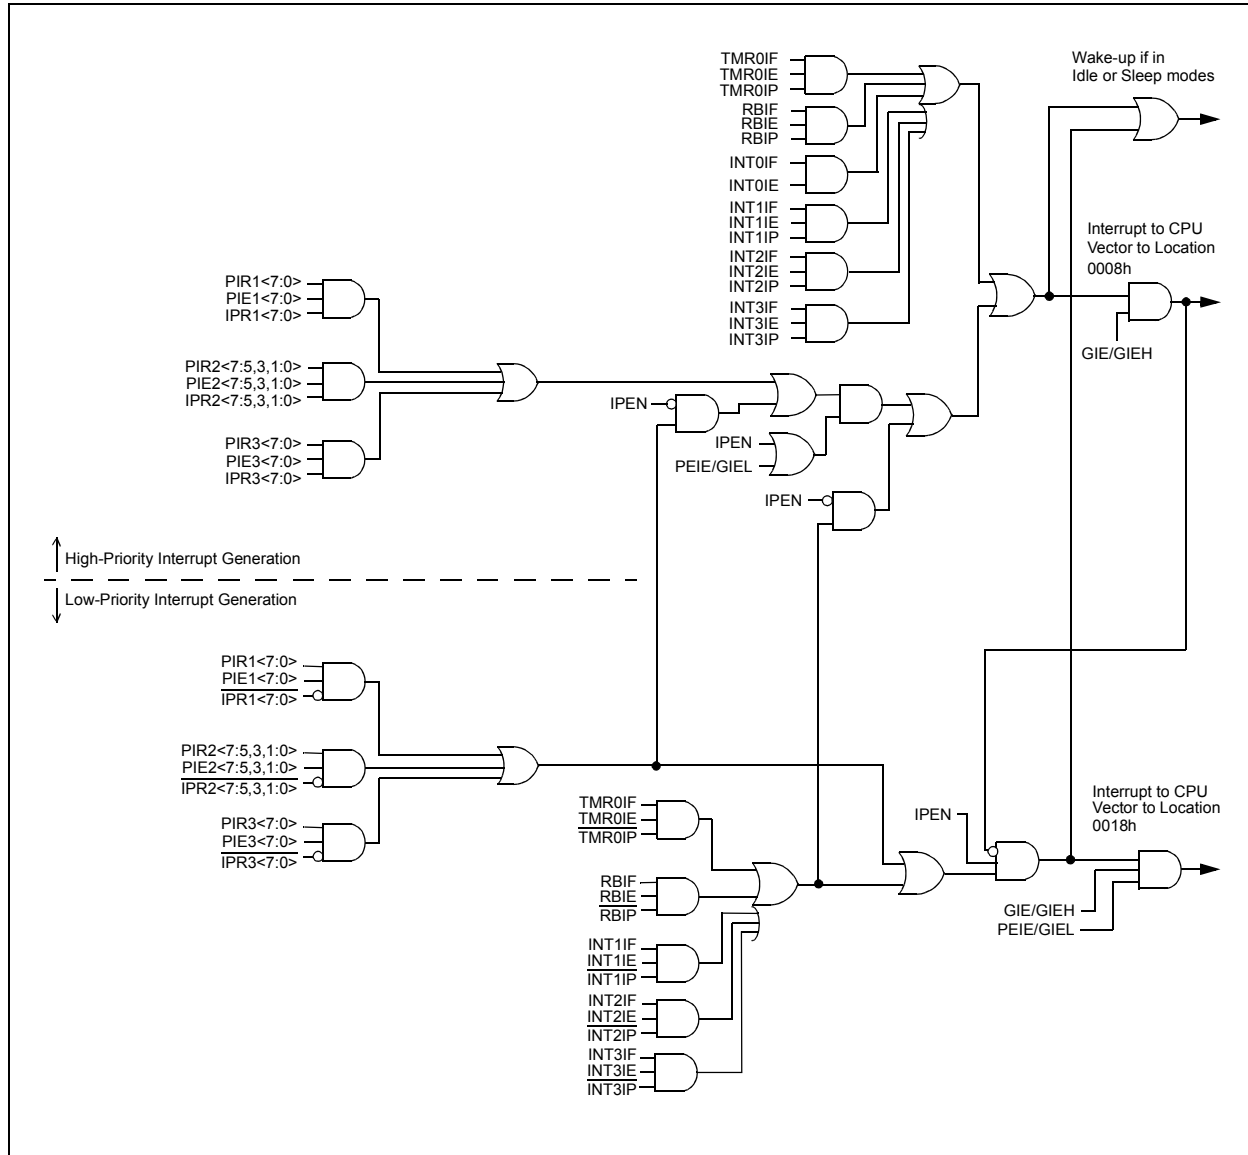 TMR0IF
TMR0IE
TMR0IP
RBIF
RBIE
RBIP
INT0IF
INT0IE
INT1IF
INT1IE
INT1IP
INT2IF
INT2IE
INT2IP
INT3IF
INT3IE
INT3IP
Wake-up if in
Idle or Sleep modes
Interrupt to CPU
Vector to Location
0008h
GIE/GIEH
PIR1<7:0>
PIE1<7:0>
IPR1<7:0>
PIR2<7:5,3,1:0>
PIE2<7:5,3,1:0>
IPR2<7:5,3,1:0>
PIR3<7:0>
PIE3<7:0>
IPR3<7:0>
IPEN
IPEN
PEIE/GIEL
IPEN
High-Priority Interrupt Generation
Low-Priority Interrupt Generation
PIR1<7:0>
PIE1<7:0>
IPR1<7:0>
PIR2<7:5,3,1:0>
PIE2<7:5,3,1:0>
IPR2<7:5,3,1:0>
PIR3<7:0>
PIE3<7:0>
IPR3<7:0>
TMR0IF
TMR0IE
TMR0IP
RBIF
RBIE
RBIP
INT1IF
INT1IE
INT1IP
INT2IF
INT2IE
INT2IP
INT3IF
INT3IE
INT3IP
IPEN
Interrupt to CPU
Vector to Location
0018h
GIE/GIEH
PEIE/GIEL